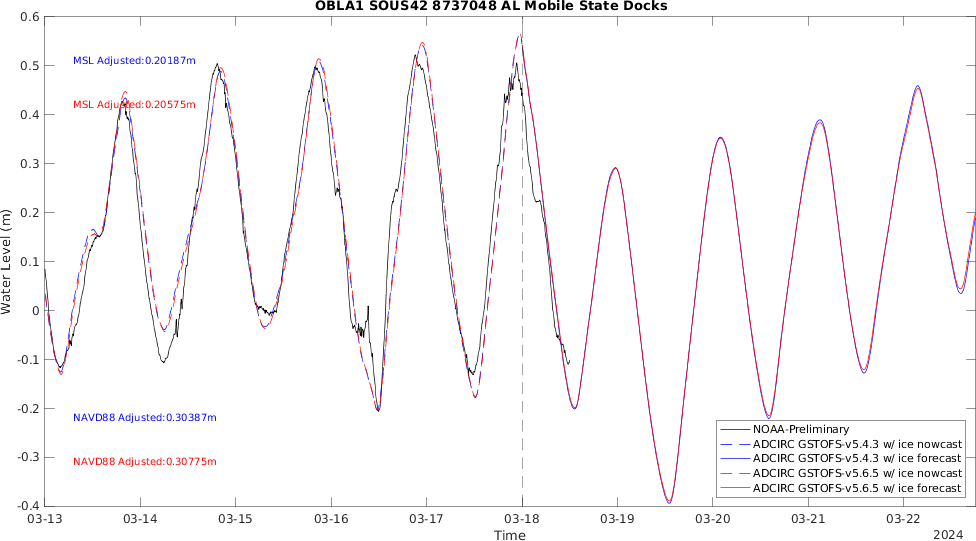 OBLA1 SOUS42 8737048 AL Mobile State Docks
0.6
0.5
0.4
0.3
0.2
0.1
0
-0.1
-0.2
-0.3
-0.4
Water Level (m)
MSL Adjusted:0.20187m
MSL Adjusted:0.20575m
NAVD88 Adjusted:0.30387m
NAVD88 Adjusted:0.30775m
NOAA-Preliminary
ADCIRC GSTOFS-v5.4.3 w/ ice nowcast
ADCIRC GSTOFS-v5.4.3 w/ ice forecast
ADCIRC GSTOFS-v5.6.5 w/ ice nowcast
ADCIRC GSTOFS-v5.6.5 w/ ice forecast
03-13 03-14 03-15 03-16 03-17 03-18 03-19 03-20 03-21 03-22
Time
2024